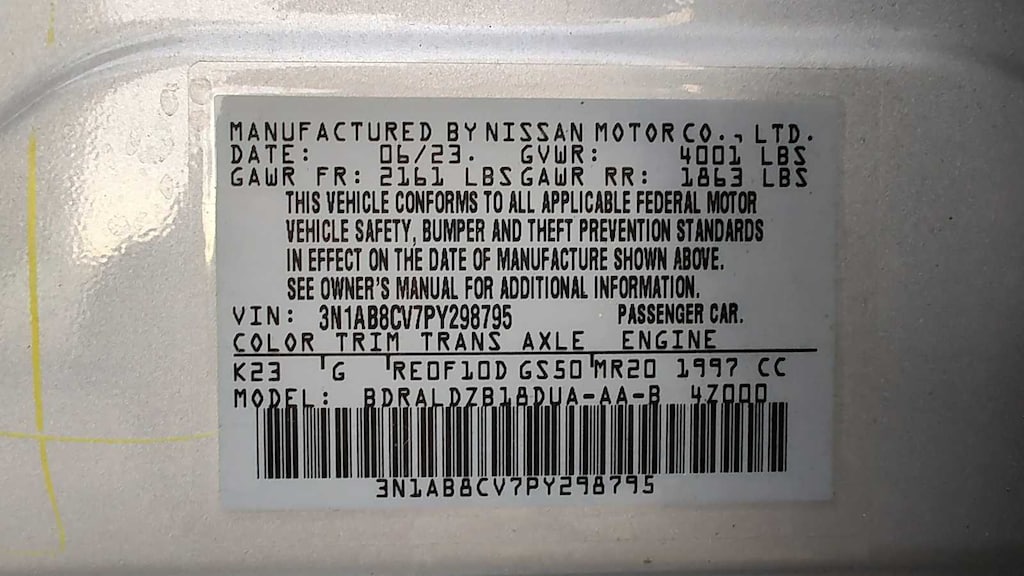 MANUFACTURED BY NISSAN MOTOR CO., LTD.
DATE: 06/23. GVWR: 4001 LBS
GAWR FR: 2161 LBS GAWR RR: 1863 LBS
THIS VEHICLE CONFORMS TO ALL APPLICABLE FEDERAL MOTOR
VEHICLE SAFETY, BUMPER AND THEFT PREVENTION STANDARDS
IN EFFECT ON THE DATE OF MANUFACTURE SHOWN ABOVE.
SEE OWNER'S MANUAL FOR ADDITIONAL INFORMATION.
VIN: 3N1AB8CV7PY298795 PASSENGER CAR.
COLOR TRIM TRANS AXLE ENGINE
K23 G RE0F10D GS50 MR20 1997 CC
MODEL: BDRALDZB18DUA-AA-B 4Z000
3N1AB8CV7PY298795